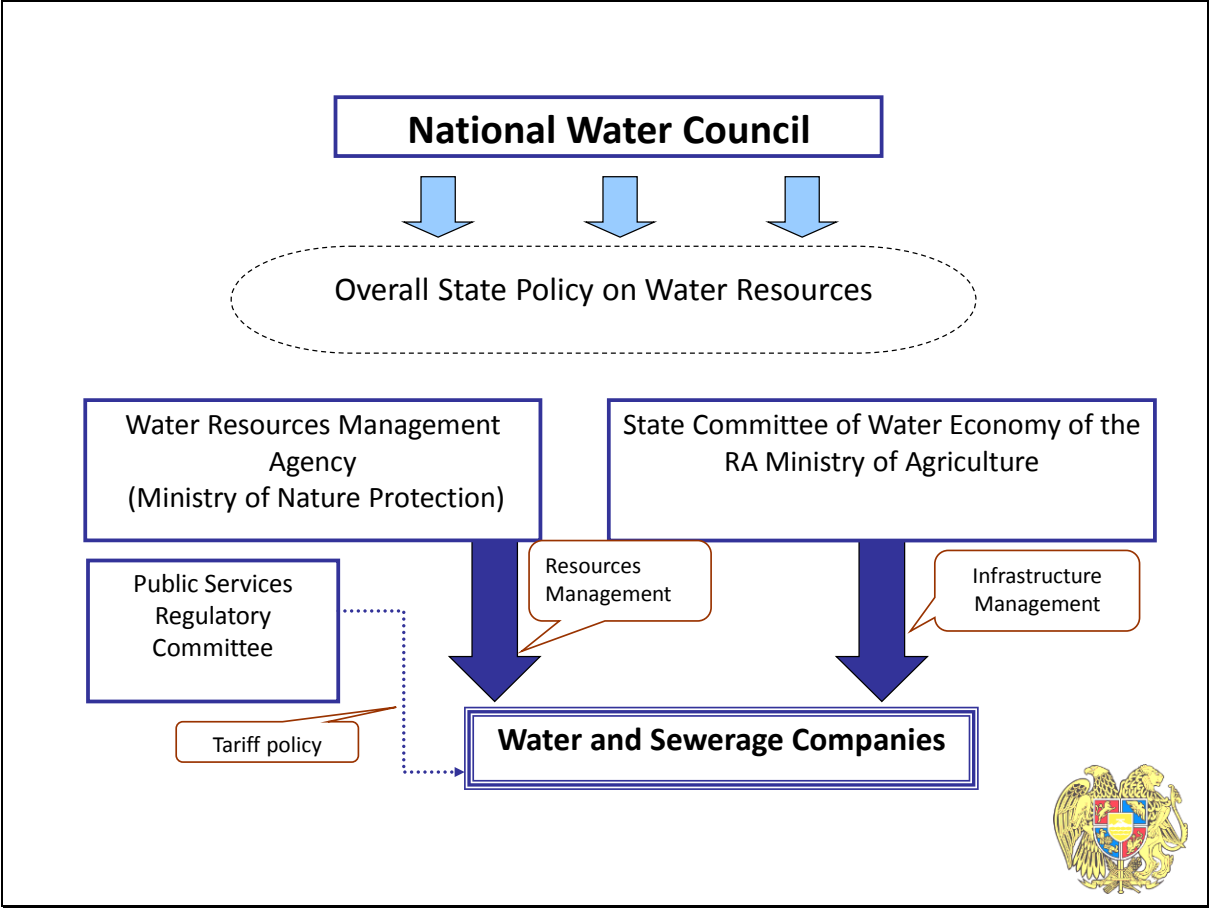 National Water Council
Overall State Policy on Water Resources
Water Resources Management
Agency
(Ministry of Nature Protection)
State Committee of Water Economy of the
RA Ministry of Agriculture
Public Services
Regulatory
Committee
Resources
Management
Infrastructure
Management
Tariff policy
Water and Sewerage Companies